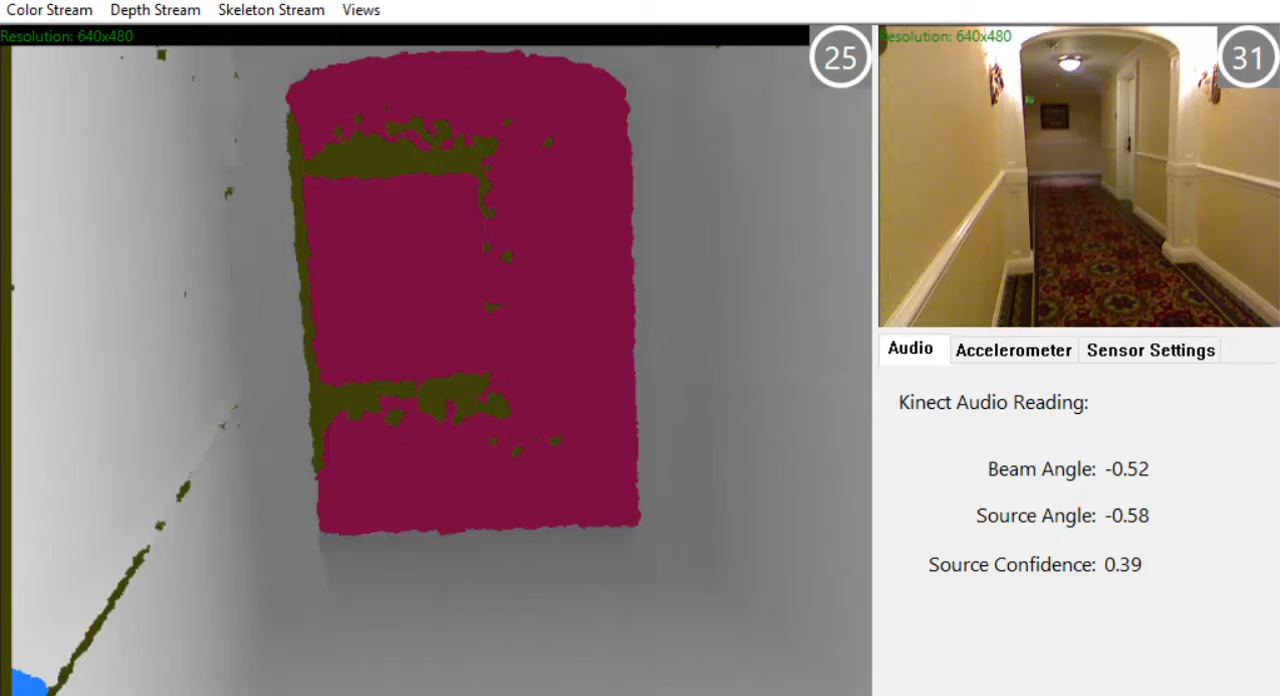 Color Stream Depth Stream Skeleton Stream Views
Resolution: 640x480
25
Resolution: 640x480
31
Audio Accelerometer Sensor Settings
Kinect Audio Reading:
Beam Angle: -0.52
Source Angle: -0.58
Source Confidence: 0.39